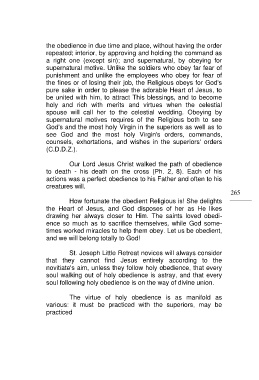 the obedience in due time and place, without having the order
repeated; interior, by approving and holding the command as
a right one (except sin); and supernatural, by obeying for
supernatural motive. Unlike the soldiers who obey tar fear of
punishment and unlike the employees who obey for fear of
the fines or of losing their job, the Religious obeys for God's
pure sake in order to please the adorable Heart of Jesus, to
be united with him, to attract This blessings, and to become
holy and rich with merits and virtues when the celestial
spouse will call her to the celestial wedding. Obeying by
supernatural motives requires of the Religious both to see
God's and the most holy Virgin in the superiors as well as to
see God and the most holy Virgin's orders, commands,
counsels, exhortations, and wishes in the superiors' orders
(C.D.D.Z.).
Our Lord Jesus Christ walked the path of obedience
to death - his death on the cross (Ph. 2, 8). Each of his
actions was a perfect obedience to his Father and often to his
creatures will.
265
How fortunate the obedient Religious is! She delights
the Heart of Jesus, and God disposes of her as He likes
drawing her always closer to Him. The saints loved obedi-
ence so much as to sacrifice themselves, while God some-
times worked miracles to help them obey. Let us be obedient,
and we will belong totally to God!
St. Joseph Little Retreat novices will always consider
that they cannot find Jesus entirely according to the
novitiate's aim, unless they follow holy obedience, that every
soul walking out of holy obedience is astray, and that every
soul following holy obedience is on the way of divine union.
The virtue of holy obedience is as manifold as
various: it must be practiced with the superiors, may be
practiced